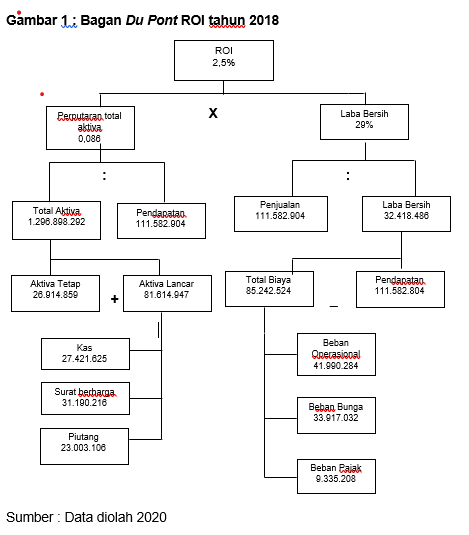 Gambar 1 : Bagan Du Pont ROI tahun 2018
ROI
2,5%
Perputaran total
aktiva
0,086
X
Laba Bersih
29%
:
:
Total Aktiva
1.296.898.292
Pendapatan
111.582.904
Penjualan
111.582.904
Laba Bersih
32.418.486
Aktiva Tetap
26.914.859
+
Aktiva Lancar
81.614.947
Total Biaya
85.242.524
_
Pendapatan
111.582.804
Kas
27.421.625
Surat berharga
31.190.216
Piutang
23.003.106
Beban
Operasional
41.990.284
Beban Bunga
33.917.032
Beban Pajak
9.335.208
Sumber : Data diolah 2020